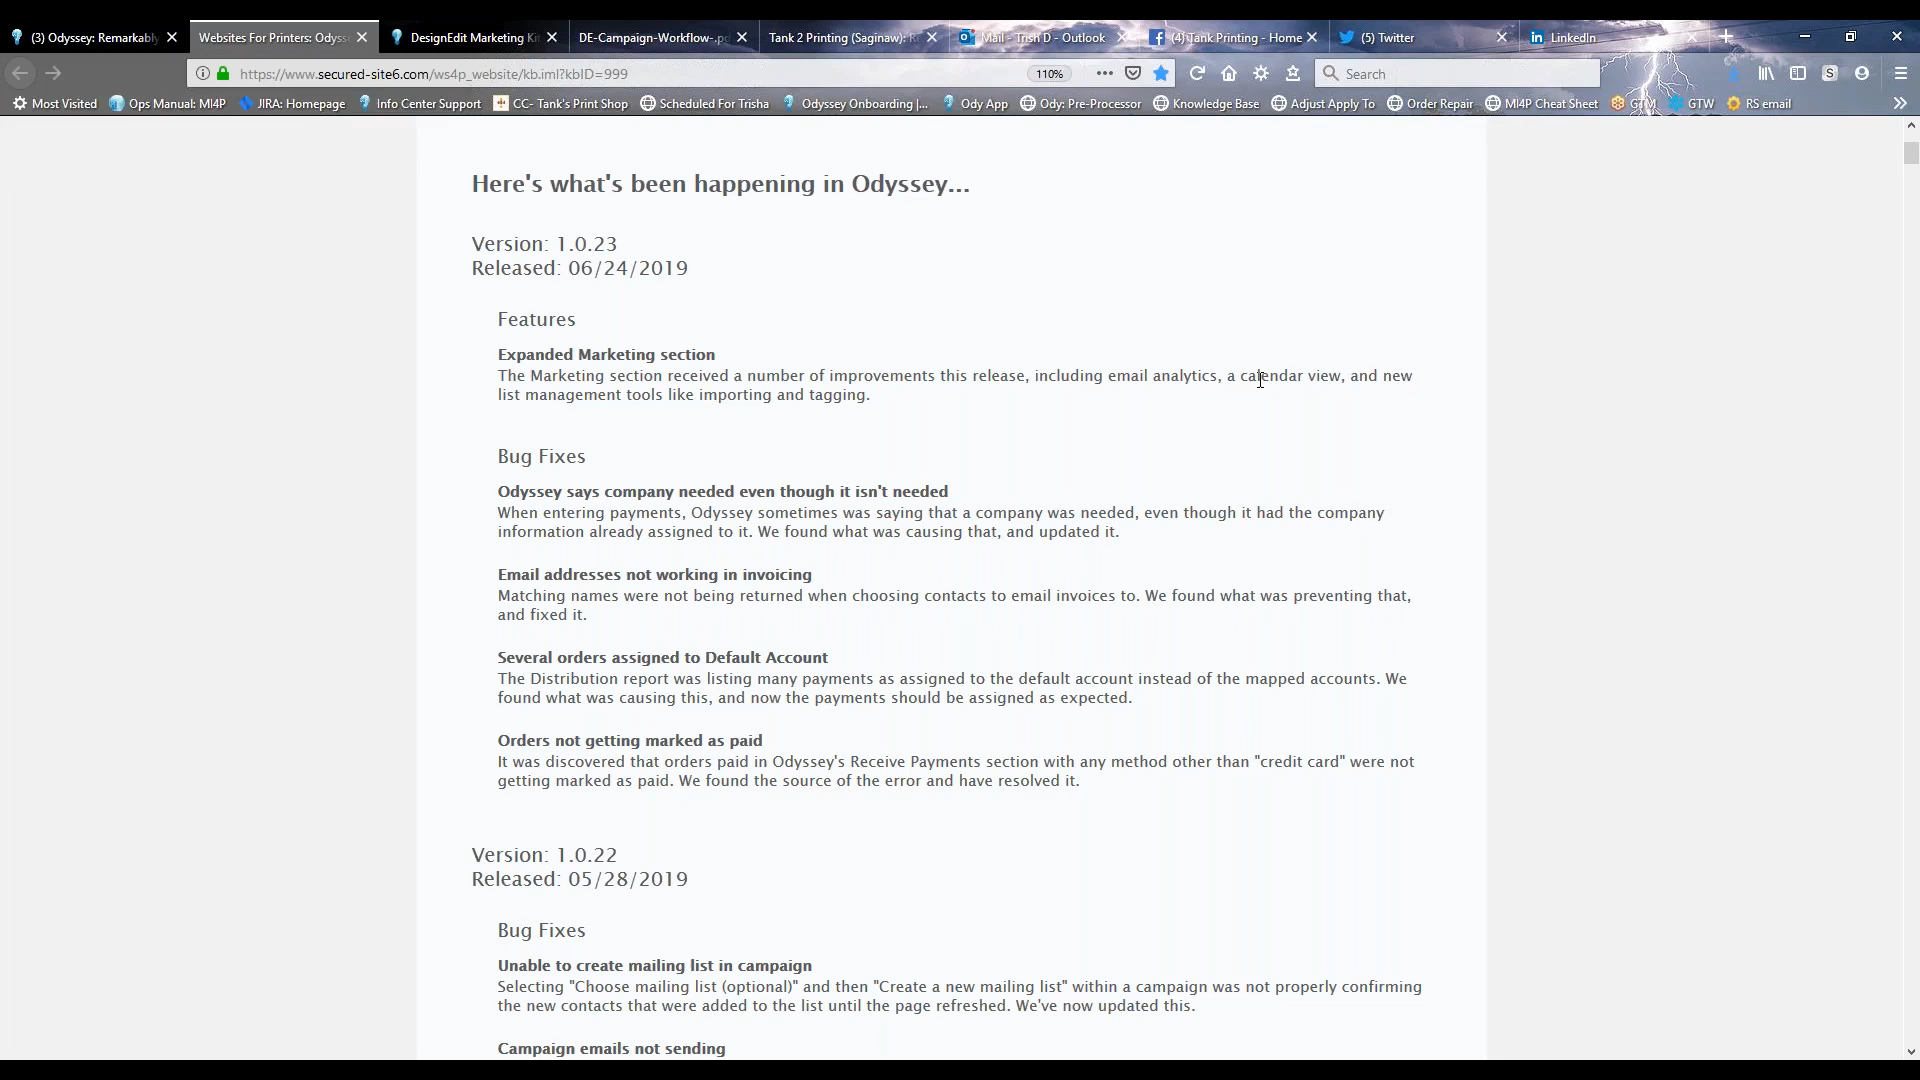 (3) Odyssey: Remarkably
Websites For Printers: Odyss
DesignEdit Marketing Ki
DE-Campaign-Workflow-.pd
Tank 2 Printing (Saginaw): R
Mail - Trish D - Outlook
(4) Tank Printing - Home
(5) Twitter
LinkedIn
https://www.secured-site6.com/ws4p_website/kb.iml?kbID=999
110%
Search
Most Visited
Ops Manual: MI4P
JIRA: Homepage
Info Center Support
CC- Tank's Print Shop
Scheduled For Trisha
Odyssey Onboarding |...
Ody App
Ody: Pre-Processor
Knowledge Base
Adjust Apply To
Order Repair
MI4P Cheat Sheet
GTM
GTW
RS email
Here's what's been happening in Odyssey...
Version: 1.0.23
Released: 06/24/2019
Features
Expanded Marketing section
The Marketing section received a number of improvements this release, including email analytics, a calendar view, and new
list management tools like importing and tagging.
Bug Fixes
Odyssey says company needed even though it isn't needed
When entering payments, Odyssey sometimes was saying that a company was needed, even though it had the company
information already assigned to it. We found what was causing that, and updated it.
Email addresses not working in invoicing
Matching names were not being returned when choosing contacts to email invoices to. We found what was preventing that,
and fixed it.
Several orders assigned to Default Account
The Distribution report was listing many payments as assigned to the default account instead of the mapped accounts. We
found what was causing this, and now the payments should be assigned as expected.
Orders not getting marked as paid
It was discovered that orders paid in Odyssey's Receive Payments section with any method other than "credit card" were not
getting marked as paid. We found the source of the error and have resolved it.
Version: 1.0.22
Released: 05/28/2019
Bug Fixes
Unable to create mailing list in campaign
Selecting "Choose mailing list (optional)" and then "Create a new mailing list" within a campaign was not properly confirming
the new contacts that were added to the list until the page refreshed. We've now updated this.
Campaign emails not sending